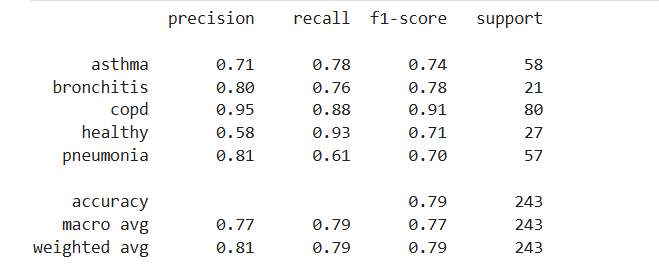 precision recall f1-score support
asthma 0.71 0.78 0.74 58
bronchitis 0.80 0.76 0.78 21
copd 0.95 0.88 0.91 80
healthy 0.58 0.93 0.71 27
pneumonia 0.81 0.61 0.70 57
accuracy 0.79 243
macro avg 0.77 0.79 0.77 243
weighted avg 0.81 0.79 0.79 243